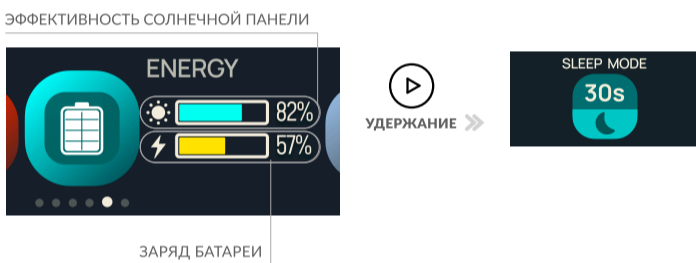 ЭФФЕКТИВНОСТЬ СОЛНЕЧНОЙ ПАНЕЛИ
ENERGY
82%
57%
ЗАРЯД БАТАРЕИ
УДЕРЖАНИЕ
SLEEP MODE
30s